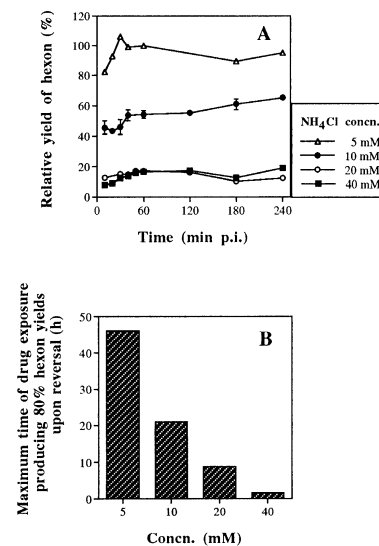 A
Relative yield of hexon (%)
120
100
80
60
40
20
0
0
60
120
180
240
Time (min p.i.)
NH4Cl concn.
5 mM
10 mM
20 mM
40 mM
B
Maximum time of drug exposure
producing 80% hexon yields
upon reversal (h)
50
40
30
20
10
0
5
10
20
40
Concn. (mM)